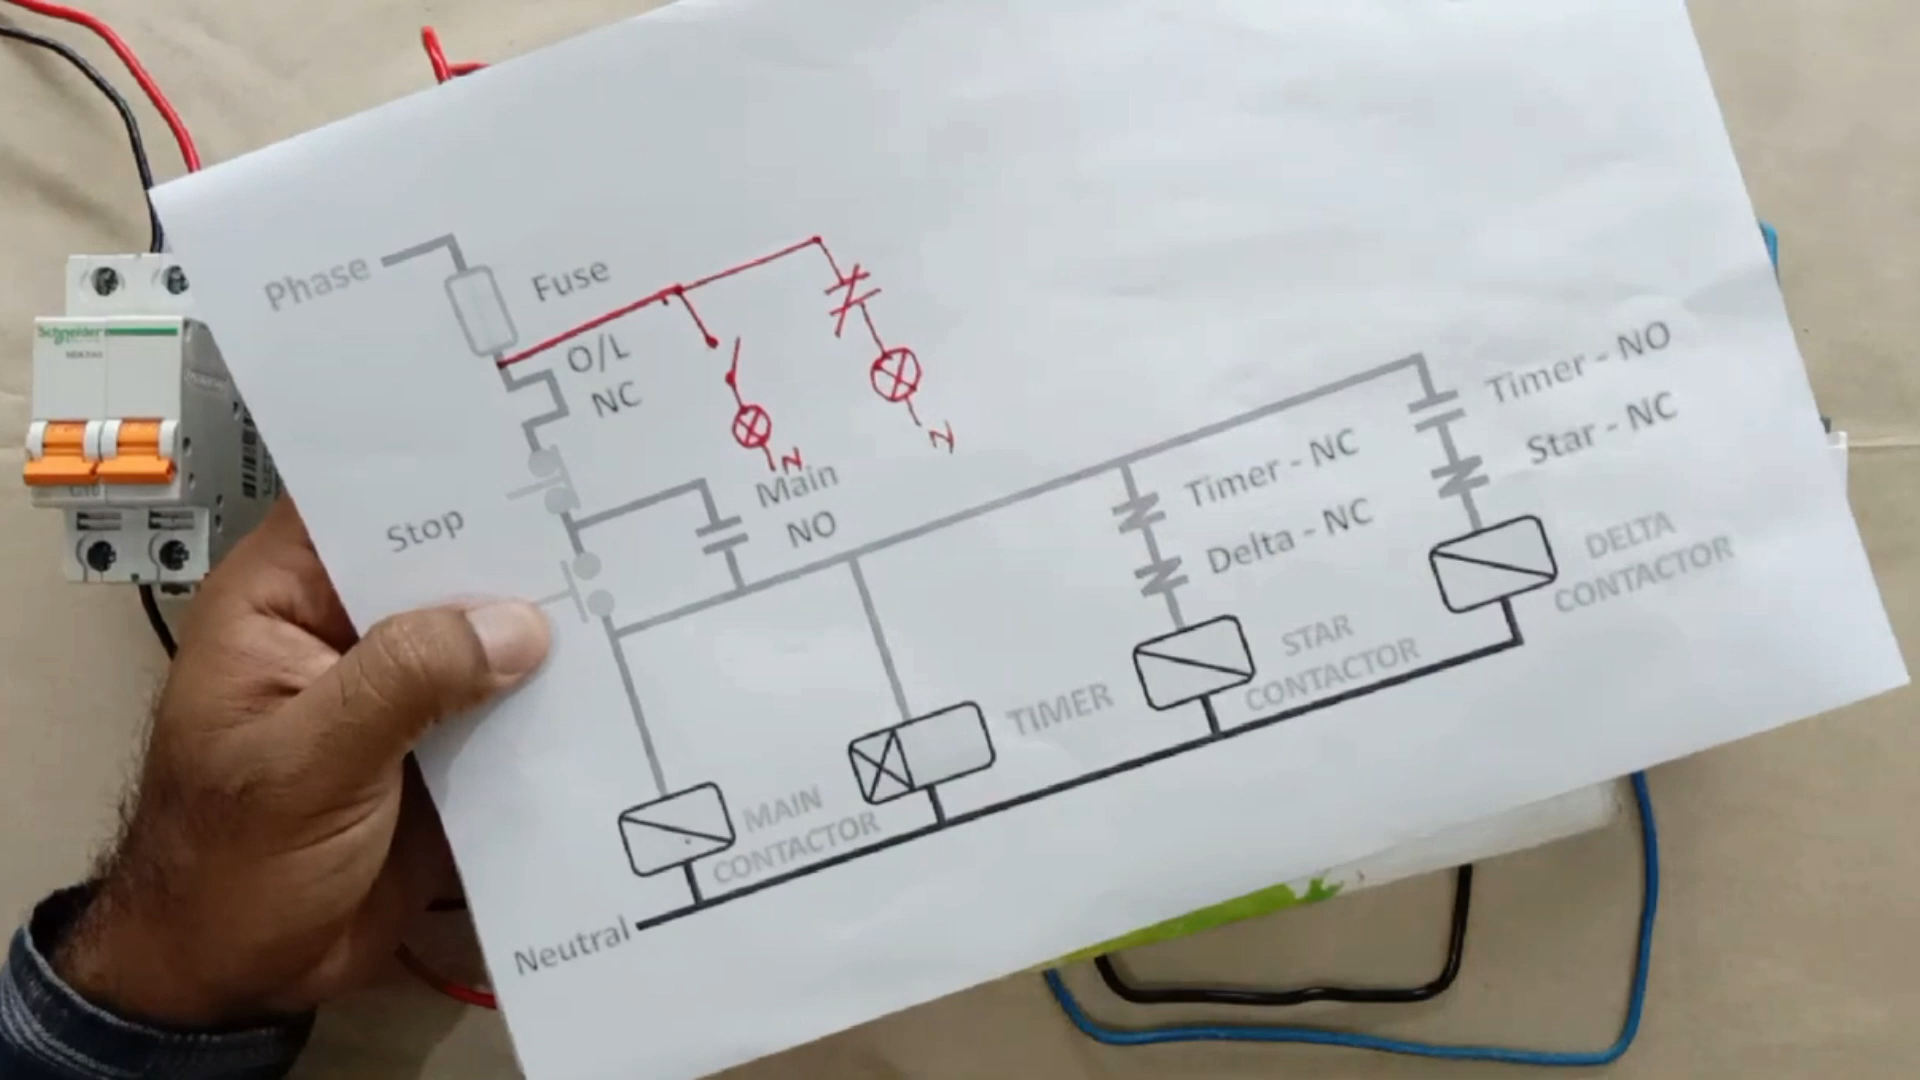 Schneider
Phase
Fuse
O/L
NC
N
N
Stop
Main
NO
Timer - NC
Delta - NC
Timer - NO
Star - NC
MAIN
CONTACTOR
TIMER
STAR
CONTACTOR
DELTA
CONTACTOR
Neutral